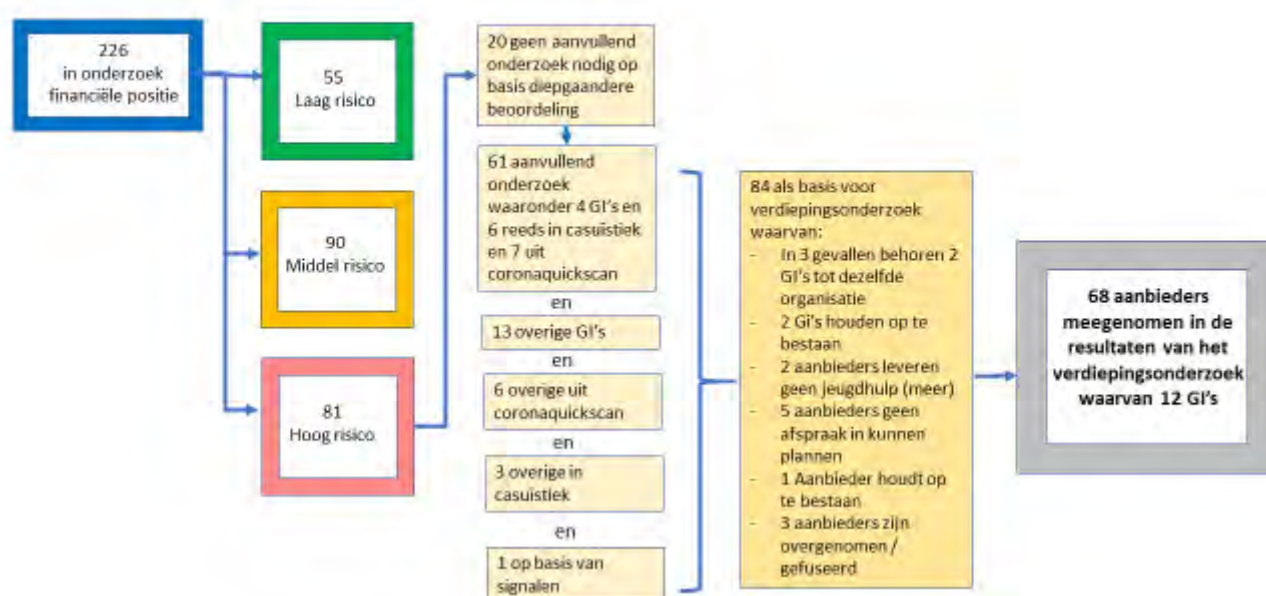 226
in onderzoek
financiële positie
55
Laag risico
90
Middel risico
81
Hoog risico
20 geen aanvullend
onderzoek nodig op
basis diepgaandere
beoordeling
61 aanvullend
onderzoek
waaronder 4 GI's en
6 reeds in casuïstiek
en 7 uit
coronaquickscan
en
13 overige GI's
en
6 overige uit
coronaquickscan
en
3 overige in
casuïstiek
en
1 op basis van
signalen
84 als basis voor
verdiepingsonderzoek
waarvan:
- In 3 gevallen behoren 2
GI's tot dezelfde
organisatie
- 2 Gi's houden op te
bestaan
- 2 aanbieders leveren
geen jeugdhulp (meer)
- 5 aanbieders geen
afspraak in kunnen
plannen
- 1 Aanbieder houdt op
te bestaan
- 3 aanbieders zijn
overgenomen /
gefuseerd
68 aanbieders
meegenomen in de
resultaten van het
verdiepingsonderzoek
waarvan 12 GI's